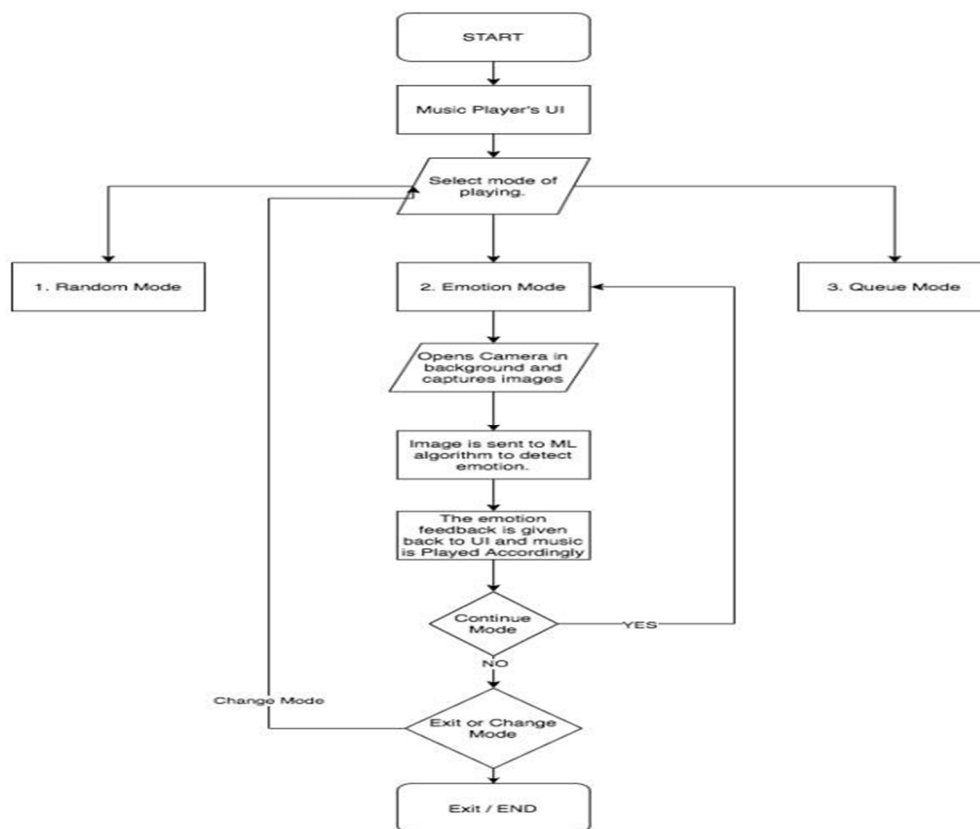 START
Music Player's UI
Select mode of
playing.
1. Random Mode
2. Emotion Mode
3. Queue Mode
Opens Camera in
background and
captures images
Image is sent to ML
algorithm to detect
emotion.
The emotion
feedback is given
back to UI and music
is Played Accordingly
Continue
Mode
YES
NO
Change Mode
Exit or Change
Mode
Exit / END